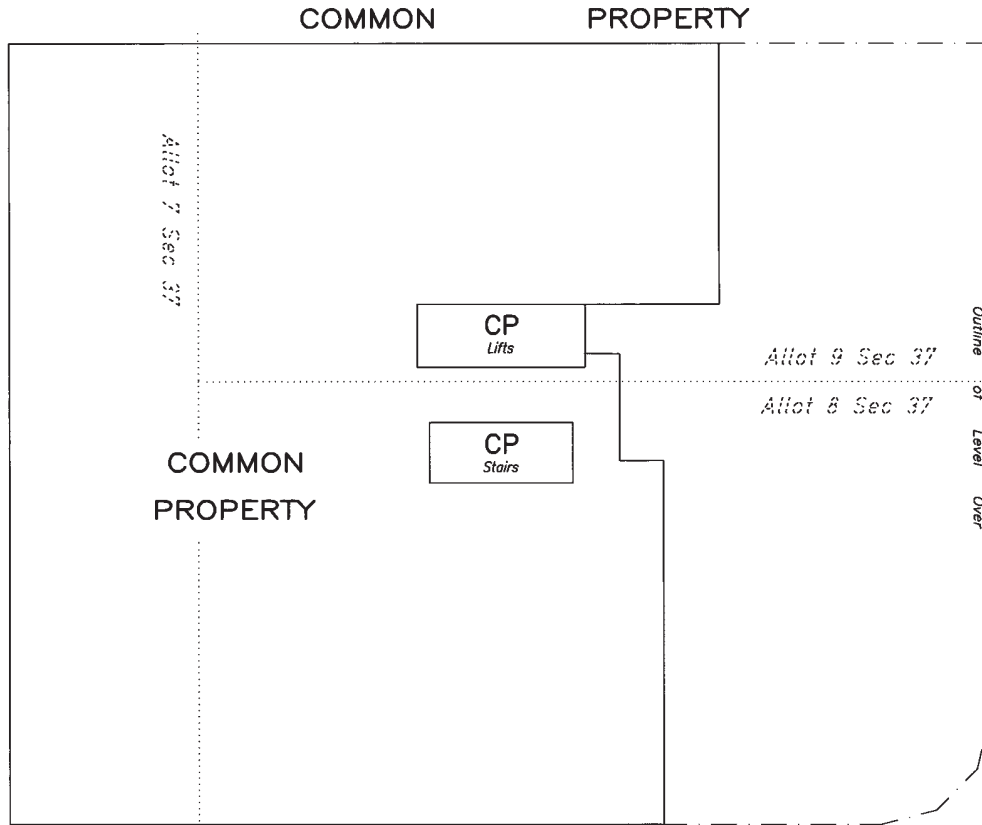 COMMON PROPERTY
Allot 7 Sec 37
CP
Lifts
Allot 9 Sec 37
Allot 8 Sec 37
CP
Stairs
COMMON
PROPERTY
Outline of Level Over